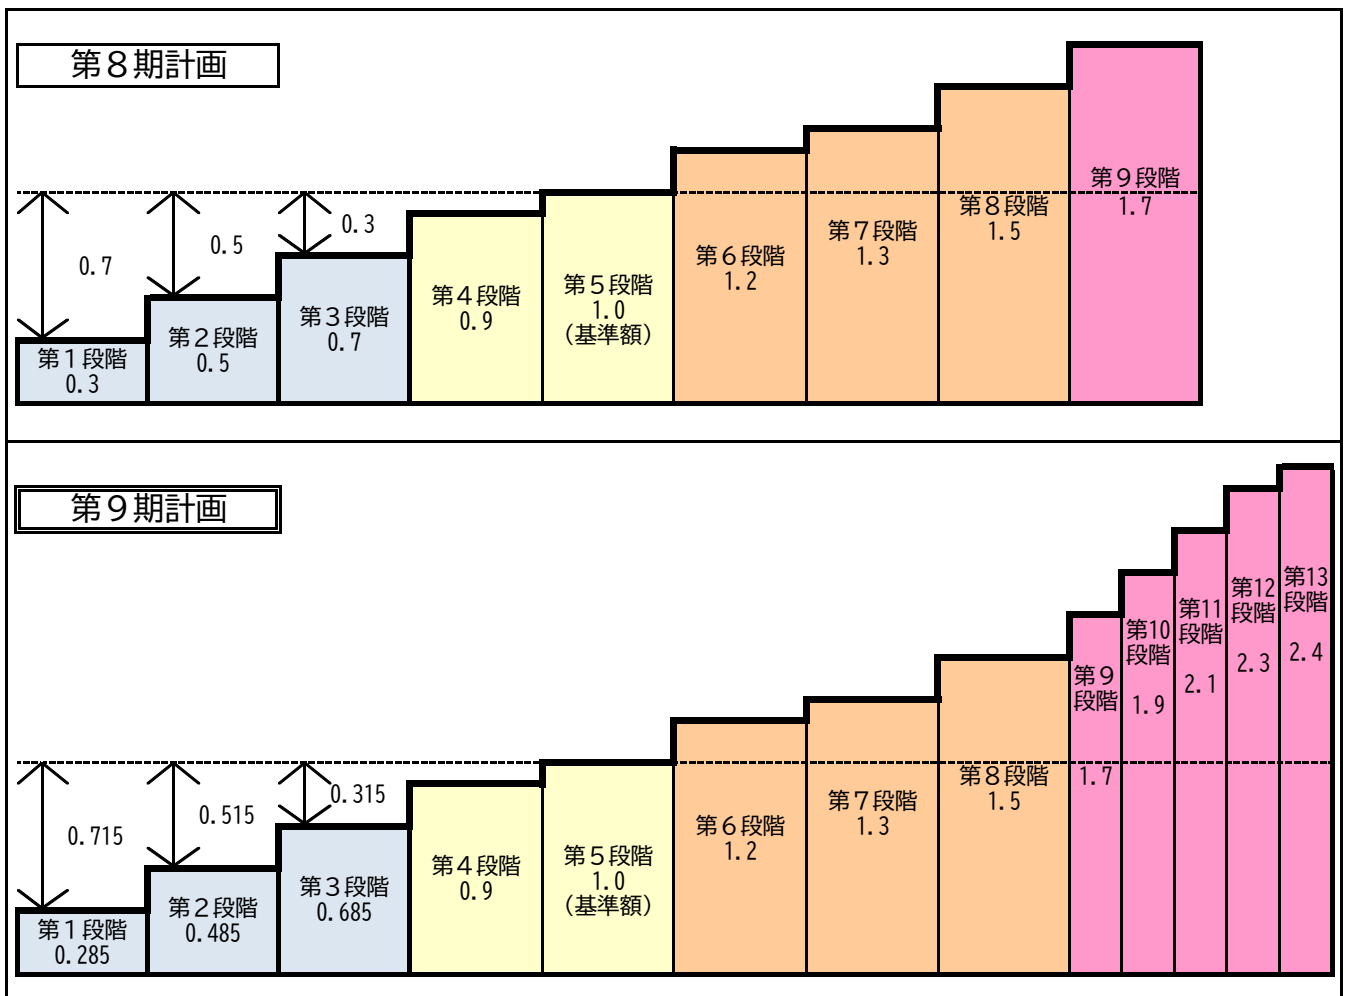 第８期計画
0.7
0.5
0.3
第１段階
0.3
第２段階
0.5
第３段階
0.7
第４段階
0.9
第５段階
1.0
(基準額)
第６段階
1.2
第７段階
1.3
第８段階
1.5
第９段階
1.7
第９期計画
0.715
0.515
0.315
第１段階
0.285
第２段階
0.485
第３段階
0.685
第４段階
0.9
第５段階
1.0
(基準額)
第６段階
1.2
第７段階
1.3
第８段階
1.5
第９
段階
1.7
第10
段階
1.9
第11
段階
2.1
第12
段階
2.3
第13
段階
2.4